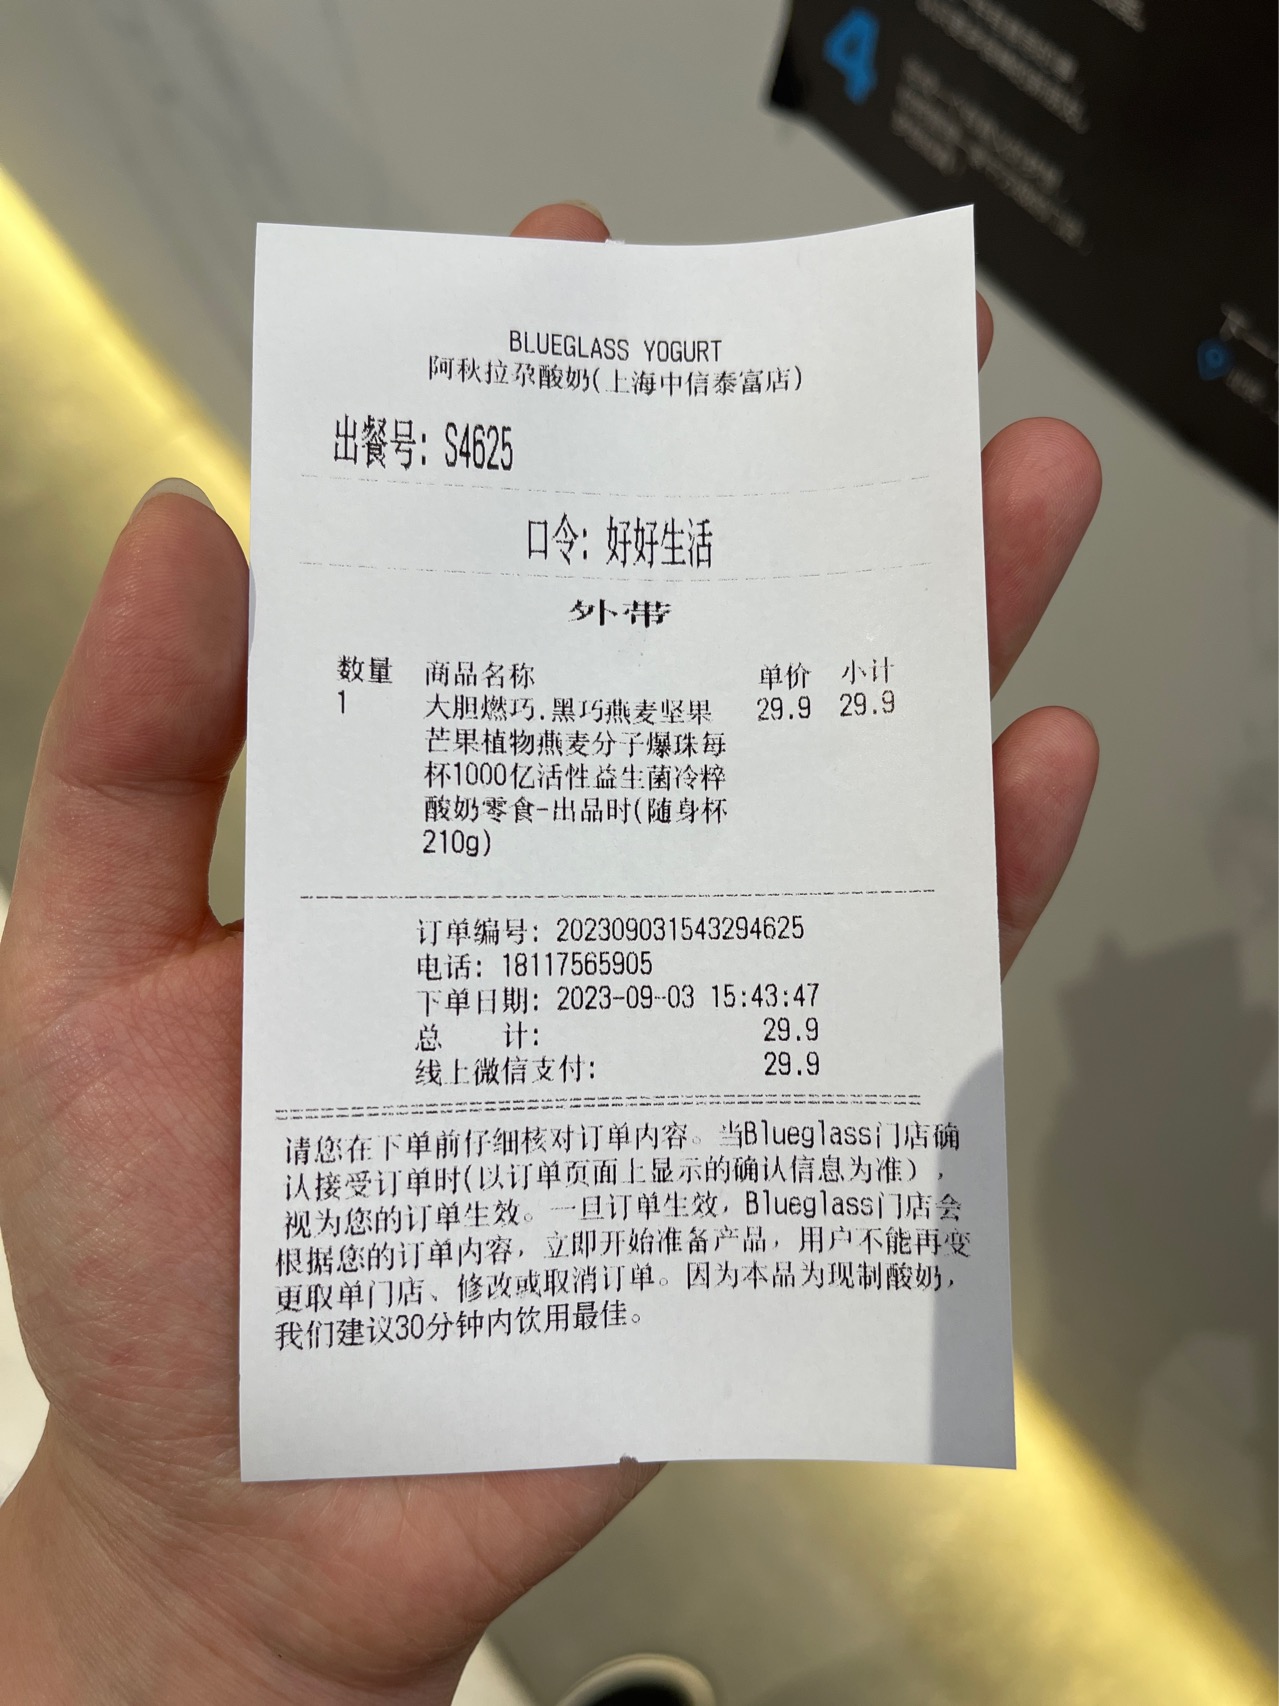 4
BLUEGLASS YOGURT
阿秋拉尕酸奶(上海中信泰富店)
出餐号: S4625
口令: 好好生活
外带
数量 商品名称 单价 小计
1 大胆燃巧.黑巧燕麦坚果 29.9 29.9
芒果植物燕麦分子爆珠每
杯1000亿活性益生菌冷粹
酸奶零食-出品时(随身杯
210g)
订单编号: 202309031543294625
电话: 18117565905
下单日期: 2023-09-03 15:43:47
总 计: 29.9
线上微信支付: 29.9
请您在下单前仔细核对订单内容。当Blueglass门店确
认接受订单时(以订单页面上显示的确认信息为准),
视为您的订单生效。一旦订单生效, Blueglass门店会
根据您的订单内容, 立即开始准备产品, 用户不能再变
更取单门店、修改或取消订单。因为本品为现制酸奶,
我们建议30分钟内饮用最佳。